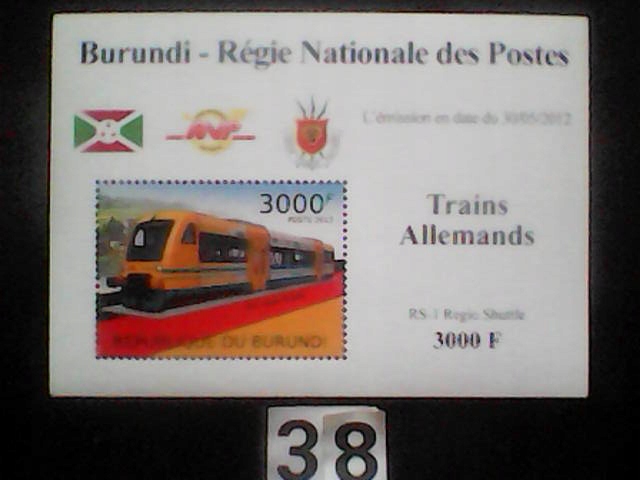 Burundi - Régie Nationale des Postes
RNP
L'émission en date du 30/05/2012
3000F
POSTE 2012
Trains
Allemands
REPUBLIQUE DU BURUNDI
RS-1 Regio Shuttle
3000 F
38